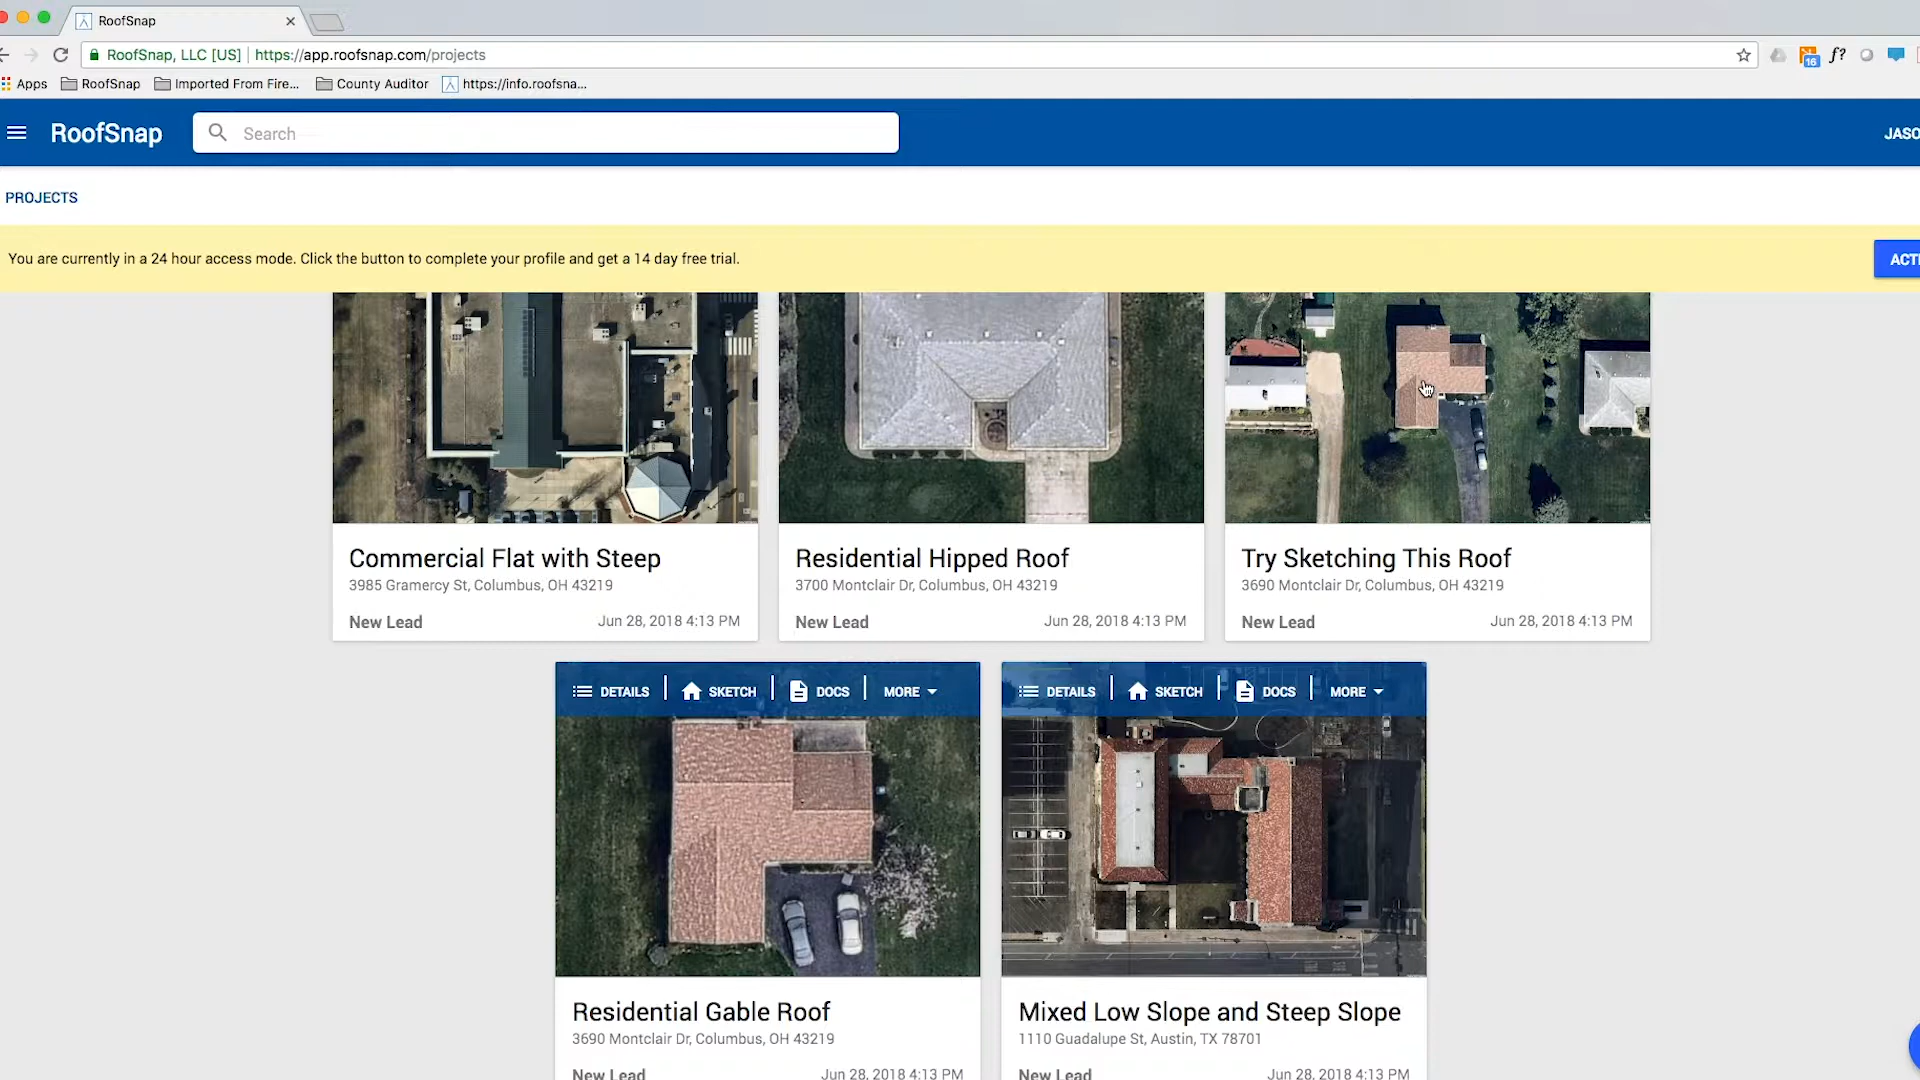 RoofSnap
RoofSnap, LLC [US] https://app.roofsnap.com/projects
16
f?
Apps RoofSnap Imported From Fire... County Auditor https://info.roofsna...
RoofSnap
Search
JASO
PROJECTS
You are currently in a 24 hour access mode. Click the button to complete your profile and get a 14 day free trial.
ACTI
Commercial Flat with Steep
3985 Gramercy St, Columbus, OH 43219
New Lead Jun 28, 2018 4:13 PM
Residential Hipped Roof
3700 Montclair Dr, Columbus, OH 43219
New Lead Jun 28, 2018 4:13 PM
Try Sketching This Roof
3690 Montclair Dr, Columbus, OH 43219
New Lead Jun 28, 2018 4:13 PM
DETAILS SKETCH DOCS MORE
Residential Gable Roof
3690 Montclair Dr, Columbus, OH 43219
New Lead Jun 28, 2018 4:13 PM
DETAILS SKETCH DOCS MORE
Mixed Low Slope and Steep Slope
1110 Guadalupe St, Austin, TX 78701
New Lead Jun 28, 2018 4:13 PM